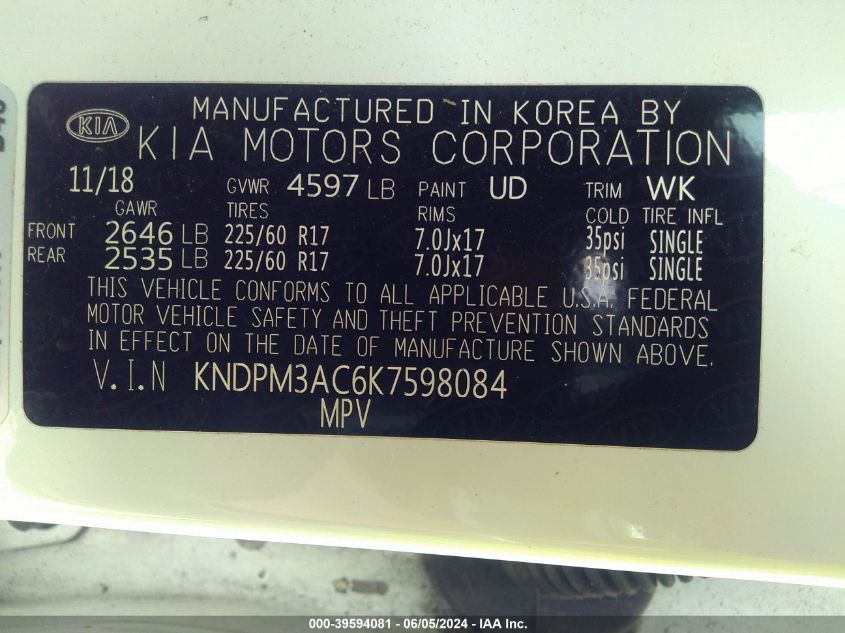 KIA MANUFACTURED IN KOREA BY
KIA MOTORS CORPORATION
11/18 GVWR 4597 LB PAINT UD TRIM WK
GAWR TIRES RIMS COLD TIRE INFL
FRONT 2646 LB 225/60 R17 7.0Jx17 35psi SINGLE
REAR 2535 LB 225/60 R17 7.0Jx17 35psi SINGLE
THIS VEHICLE CONFORMS TO ALL APPLICABLE U.S.A. FEDERAL
MOTOR VEHICLE SAFETY AND THEFT PREVENTION STANDARDS
IN EFFECT ON THE DATE OF MANUFACTURE SHOWN ABOVE.
V.I.N KNDPM3AC6K7598084
MPV
000-39594081 - 06/05/2024 - IAA Inc.